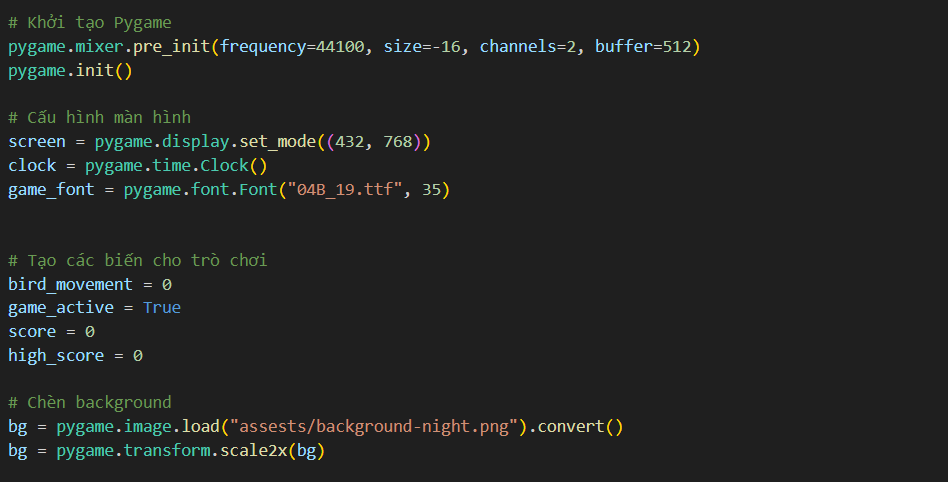 # Khởi tạo Pygame
pygame.mixer.pre_init(frequency=44100, size=-16, channels=2, buffer=512)
pygame.init()
# Cấu hình màn hình
screen = pygame.display.set_mode((432, 768))
clock = pygame.time.Clock()
game_font = pygame.font.Font("04B_19.ttf", 35)
# Tạo các biến cho trò chơi
bird_movement = 0
game_active = True
score = 0
high_score = 0
# Chèn background
bg = pygame.image.load("assests/background-night.png").convert()
bg = pygame.transform.scale2x(bg)